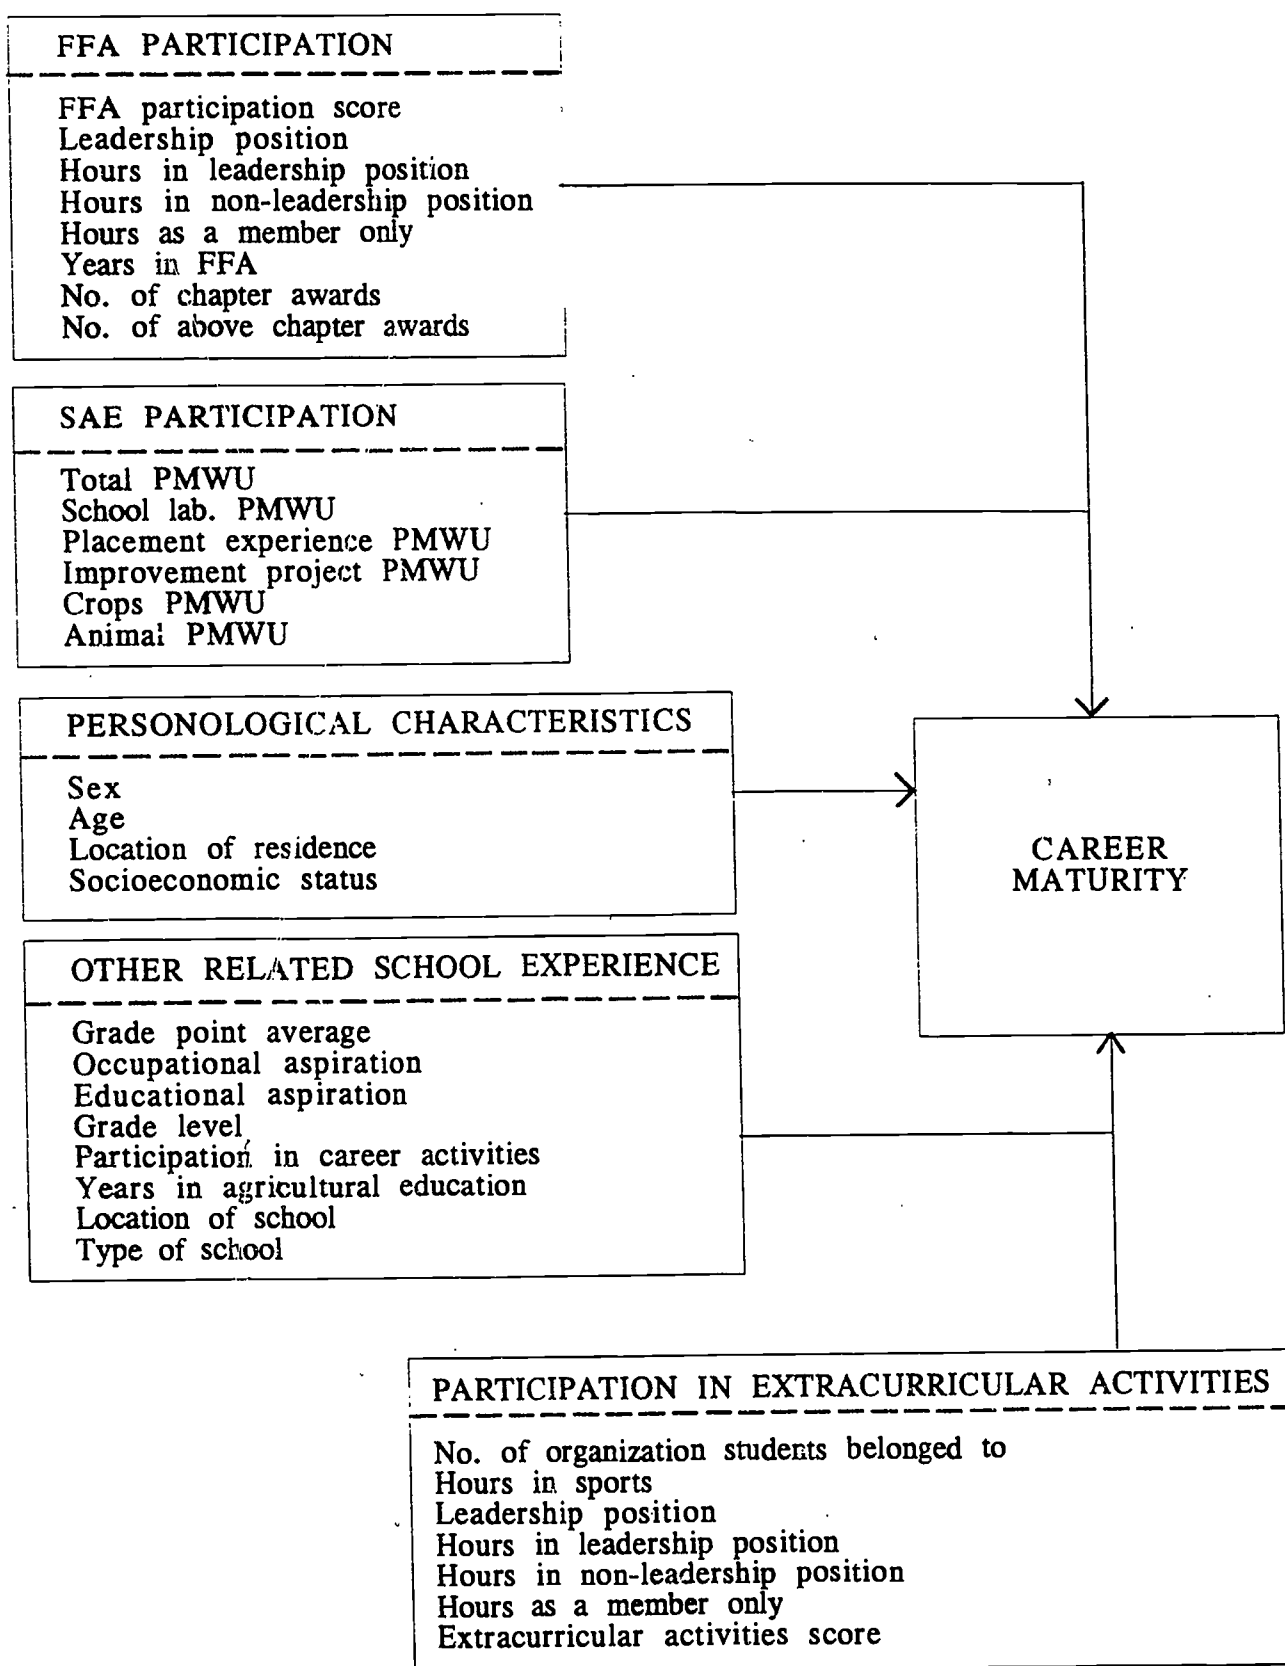 FFA PARTICIPATION
FFA participation score
Leadership position
Hours in leadership position
Hours in non-leadership position
Hours as a member only
Years in FFA
No. of chapter awards
No. of above chapter awards
SAE PARTICIPATION
Total PMWU
School lab. PMWU
Placement experience PMWU
Improvement project PMWU
Crops PMWU
Animal PMWU
PERSONOLOGICAL CHARACTERISTICS
Sex
Age
Location of residence
Socioeconomic status
CAREER
MATURITY
OTHER RELATED SCHOOL EXPERIENCE
Grade point average
Occupational aspiration
Educational aspiration
Grade level
Participation in career activities
Years in agricultural education
Location of school
Type of school
PARTICIPATION IN EXTRACURRICULAR ACTIVITIES
No. of organization students belonged to
Hours in sports
Leadership position
Hours in leadership position
Hours in non-leadership position
Hours as a member only
Extracurricular activities score